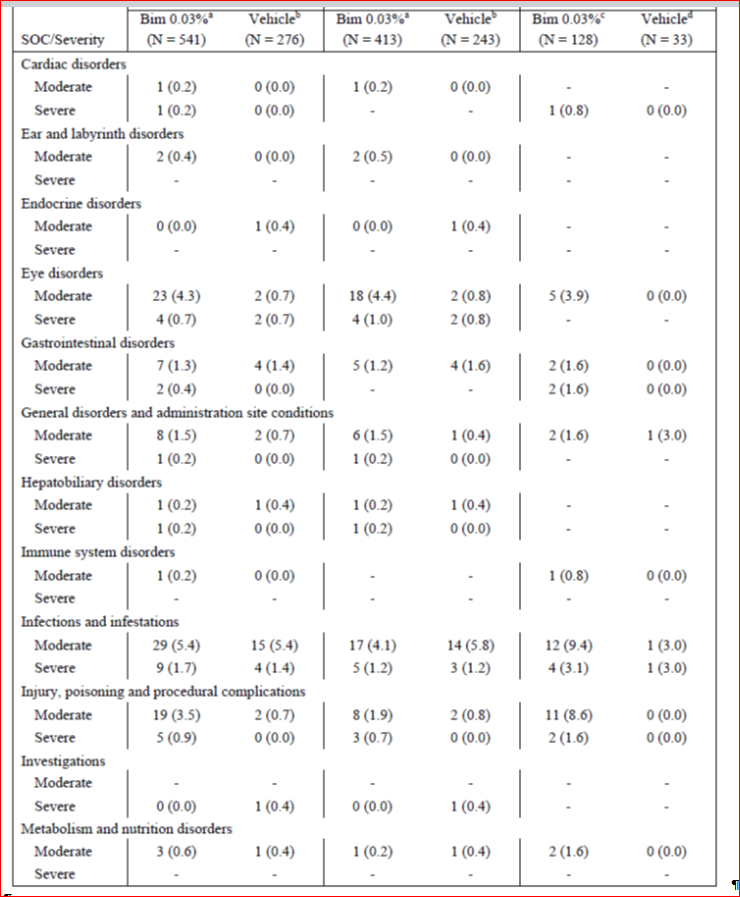 Bim 0.03%ᵃ Vehicleᵇ Bim 0.03%ᵃ Vehicleᵇ Bim 0.03%ᶜ Vehicleᵈ
SOC/Severity (N = 541) (N = 276) (N = 413) (N = 243) (N = 128) (N = 33)
Cardiac disorders
Moderate 1 (0.2) 0 (0.0) 1 (0.2) 0 (0.0) - -
Severe 1 (0.2) 0 (0.0) - - 1 (0.8) 0 (0.0)
Ear and labyrinth disorders
Moderate 2 (0.4) 0 (0.0) 2 (0.5) 0 (0.0) - -
Severe - - - - - -
Endocrine disorders
Moderate 0 (0.0) 1 (0.4) 0 (0.0) 1 (0.4) - -
Severe - - - - - -
Eye disorders
Moderate 23 (4.3) 2 (0.7) 18 (4.4) 2 (0.8) 5 (3.9) 0 (0.0)
Severe 4 (0.7) 2 (0.7) 4 (1.0) 2 (0.8) - -
Gastrointestinal disorders
Moderate 7 (1.3) 4 (1.4) 5 (1.2) 4 (1.6) 2 (1.6) 0 (0.0)
Severe 2 (0.4) 0 (0.0) - - 2 (1.6) 0 (0.0)
General disorders and administration site conditions
Moderate 8 (1.5) 2 (0.7) 6 (1.5) 1 (0.4) 2 (1.6) 1 (3.0)
Severe 1 (0.2) 0 (0.0) 1 (0.2) 0 (0.0) - -
Hepatobiliary disorders
Moderate 1 (0.2) 1 (0.4) 1 (0.2) 1 (0.4) - -
Severe 1 (0.2) 0 (0.0) 1 (0.2) 0 (0.0) - -
Immune system disorders
Moderate 1 (0.2) 0 (0.0) - - 1 (0.8) 0 (0.0)
Severe - - - - - -
Infections and infestations
Moderate 29 (5.4) 15 (5.4) 17 (4.1) 14 (5.8) 12 (9.4) 1 (3.0)
Severe 9 (1.7) 4 (1.4) 5 (1.2) 3 (1.2) 4 (3.1) 1 (3.0)
Injury, poisoning and procedural complications
Moderate 19 (3.5) 2 (0.7) 8 (1.9) 2 (0.8) 11 (8.6) 0 (0.0)
Severe 5 (0.9) 0 (0.0) 3 (0.7) 0 (0.0) 2 (1.6) 0 (0.0)
Investigations
Moderate - - - - - -
Severe 0 (0.0) 1 (0.4) 0 (0.0) 1 (0.4) - -
Metabolism and nutrition disorders
Moderate 3 (0.6) 1 (0.4) 1 (0.2) 1 (0.4) 2 (1.6) 0 (0.0)
Severe - - - - - -
¶